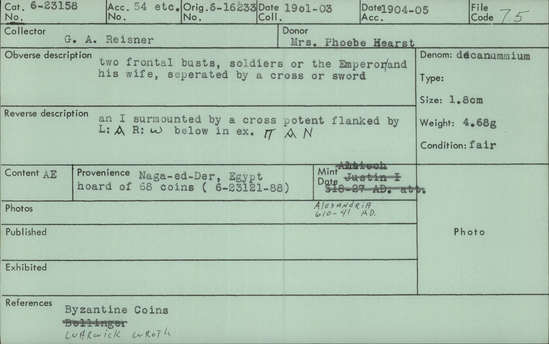 Cat. No. 6-23158 Acc. No. 54 etc. Orig. No. 6-16233 Date Coll. 1901-03 Date Acc. 1904-05 File Code 75
Collector G. A. Reisner Donor Mrs. Phoebe Hearst
Obverse description two frontal busts, soldiers or the Emperor/and
his wife, seperated by a cross or sword
Denom: decanummium
Type:
Size: 1.8cm
Weight: 4.68g
Condition: fair
Reverse description an I surmounted by a cross potent flanked by
L: A R: ω below in ex. π A N
Content AE Provenience Naga-ed-Der, Egypt
hoard of 68 coins ( 6-23121-88)
Mint Antioch
Date Justin I
518-27 AD. att.
ALEXANDRIA
610-41 AD.
Photos
Published
Photo
Exhibited
References Byzantine Coins
Bellinger
WARWICK WROTH